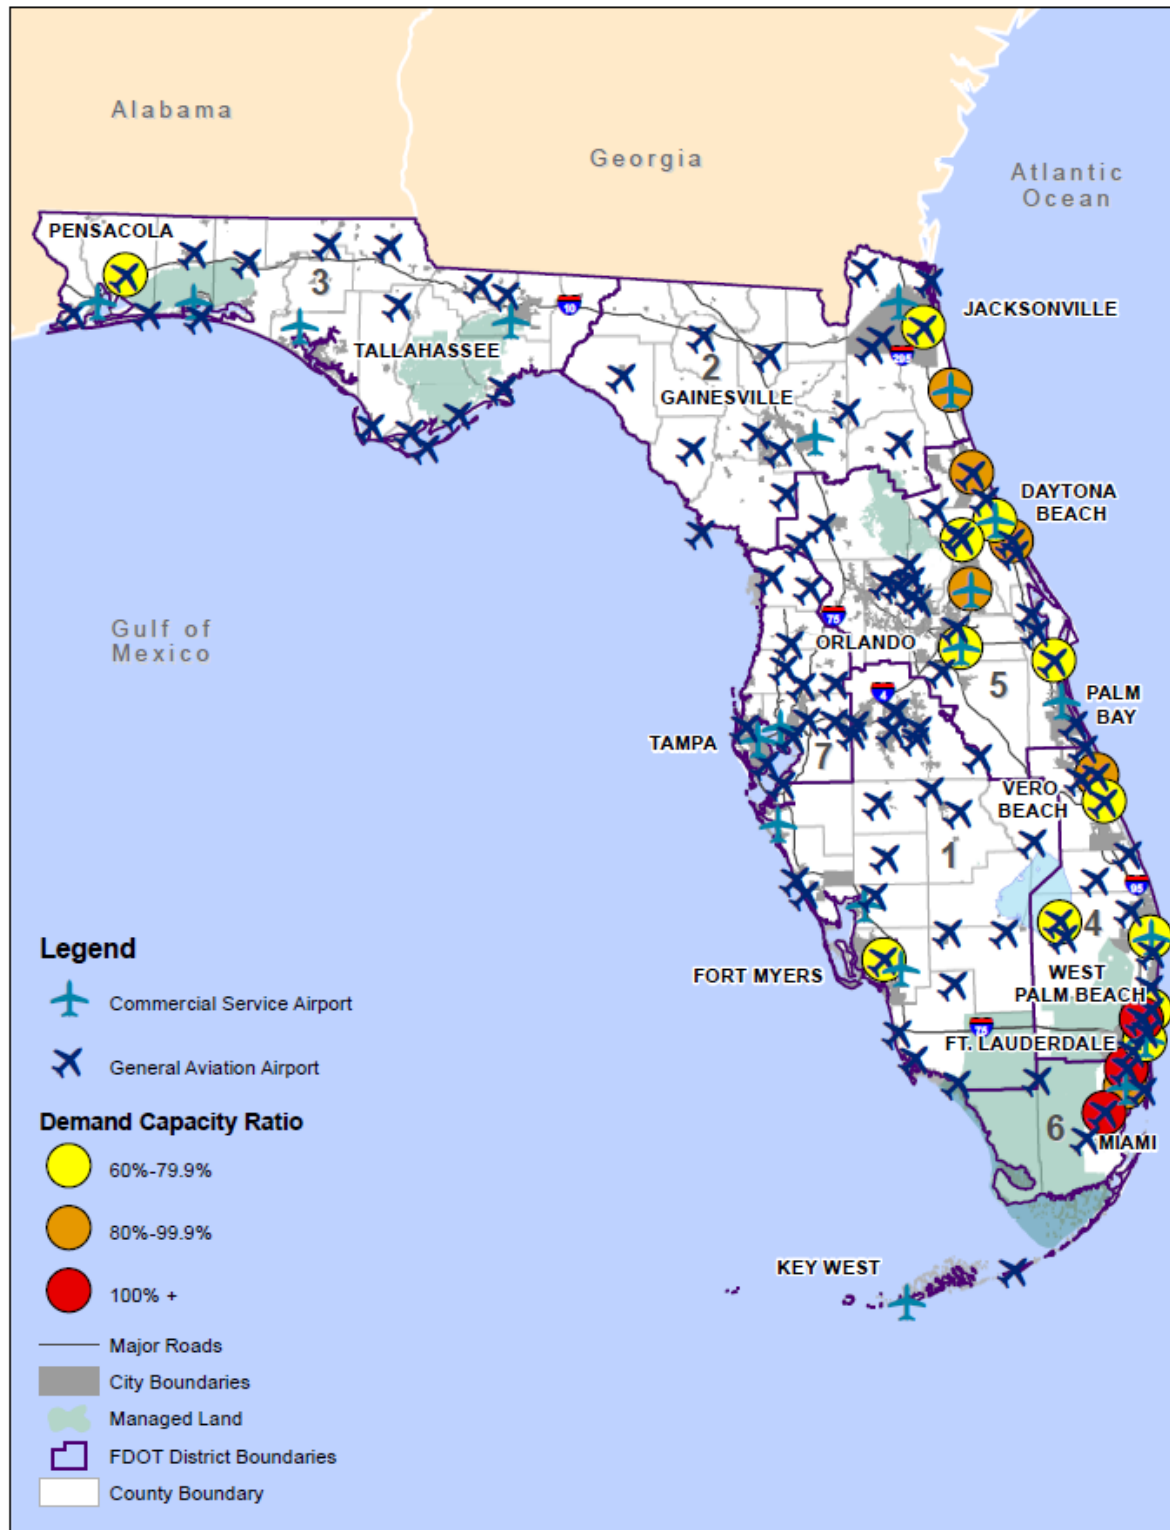 Alabama
Georgia
Atlantic
Ocean
PENSACOLA
3
10
JACKSONVILLE
TALLAHASSEE
295
2
GAINESVILLE
DAYTONA
BEACH
Gulf of
Mexico
75
ORLANDO
5
4
PALM
BAY
TAMPA
7
VERO
BEACH
1
95
4
FORT MYERS
WEST
PALM BEACH
75
FT. LAUDERDALE
6
MIAMI
KEY WEST
Legend
Commercial Service Airport
General Aviation Airport
Demand Capacity Ratio
60%-79.9%
80%-99.9%
100% +
Major Roads
City Boundaries
Managed Land
FDOT District Boundaries
County Boundary